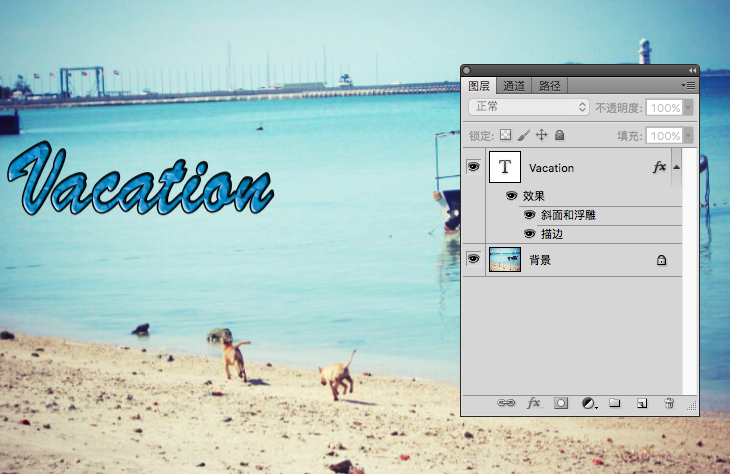 Vacation
图层 通道 路径
正常 不透明度: 100%
锁定: 填充: 100%
T Vacation fx
效果
斜面和浮雕
描边
背景
fx